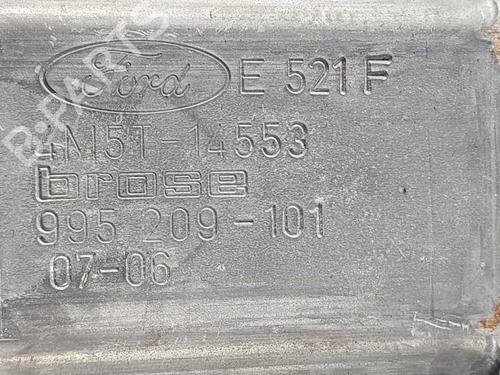 Ford E 521 F
4M5T-14553
brose
995 209-101
07-06
B-PARTS